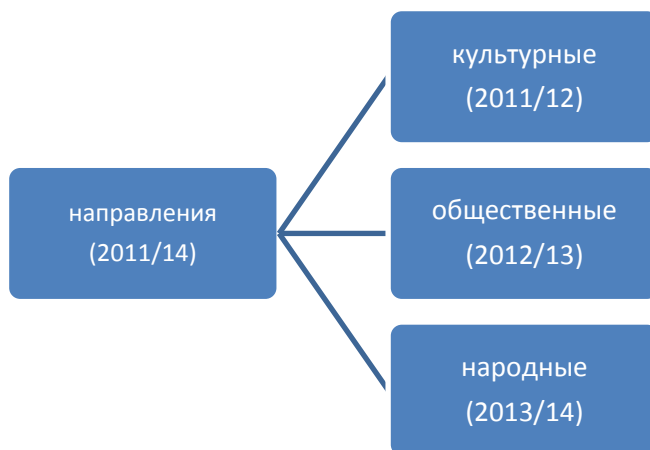 направления
(2011/14)
культурные
(2011/12)
общественные
(2012/13)
народные
(2013/14)